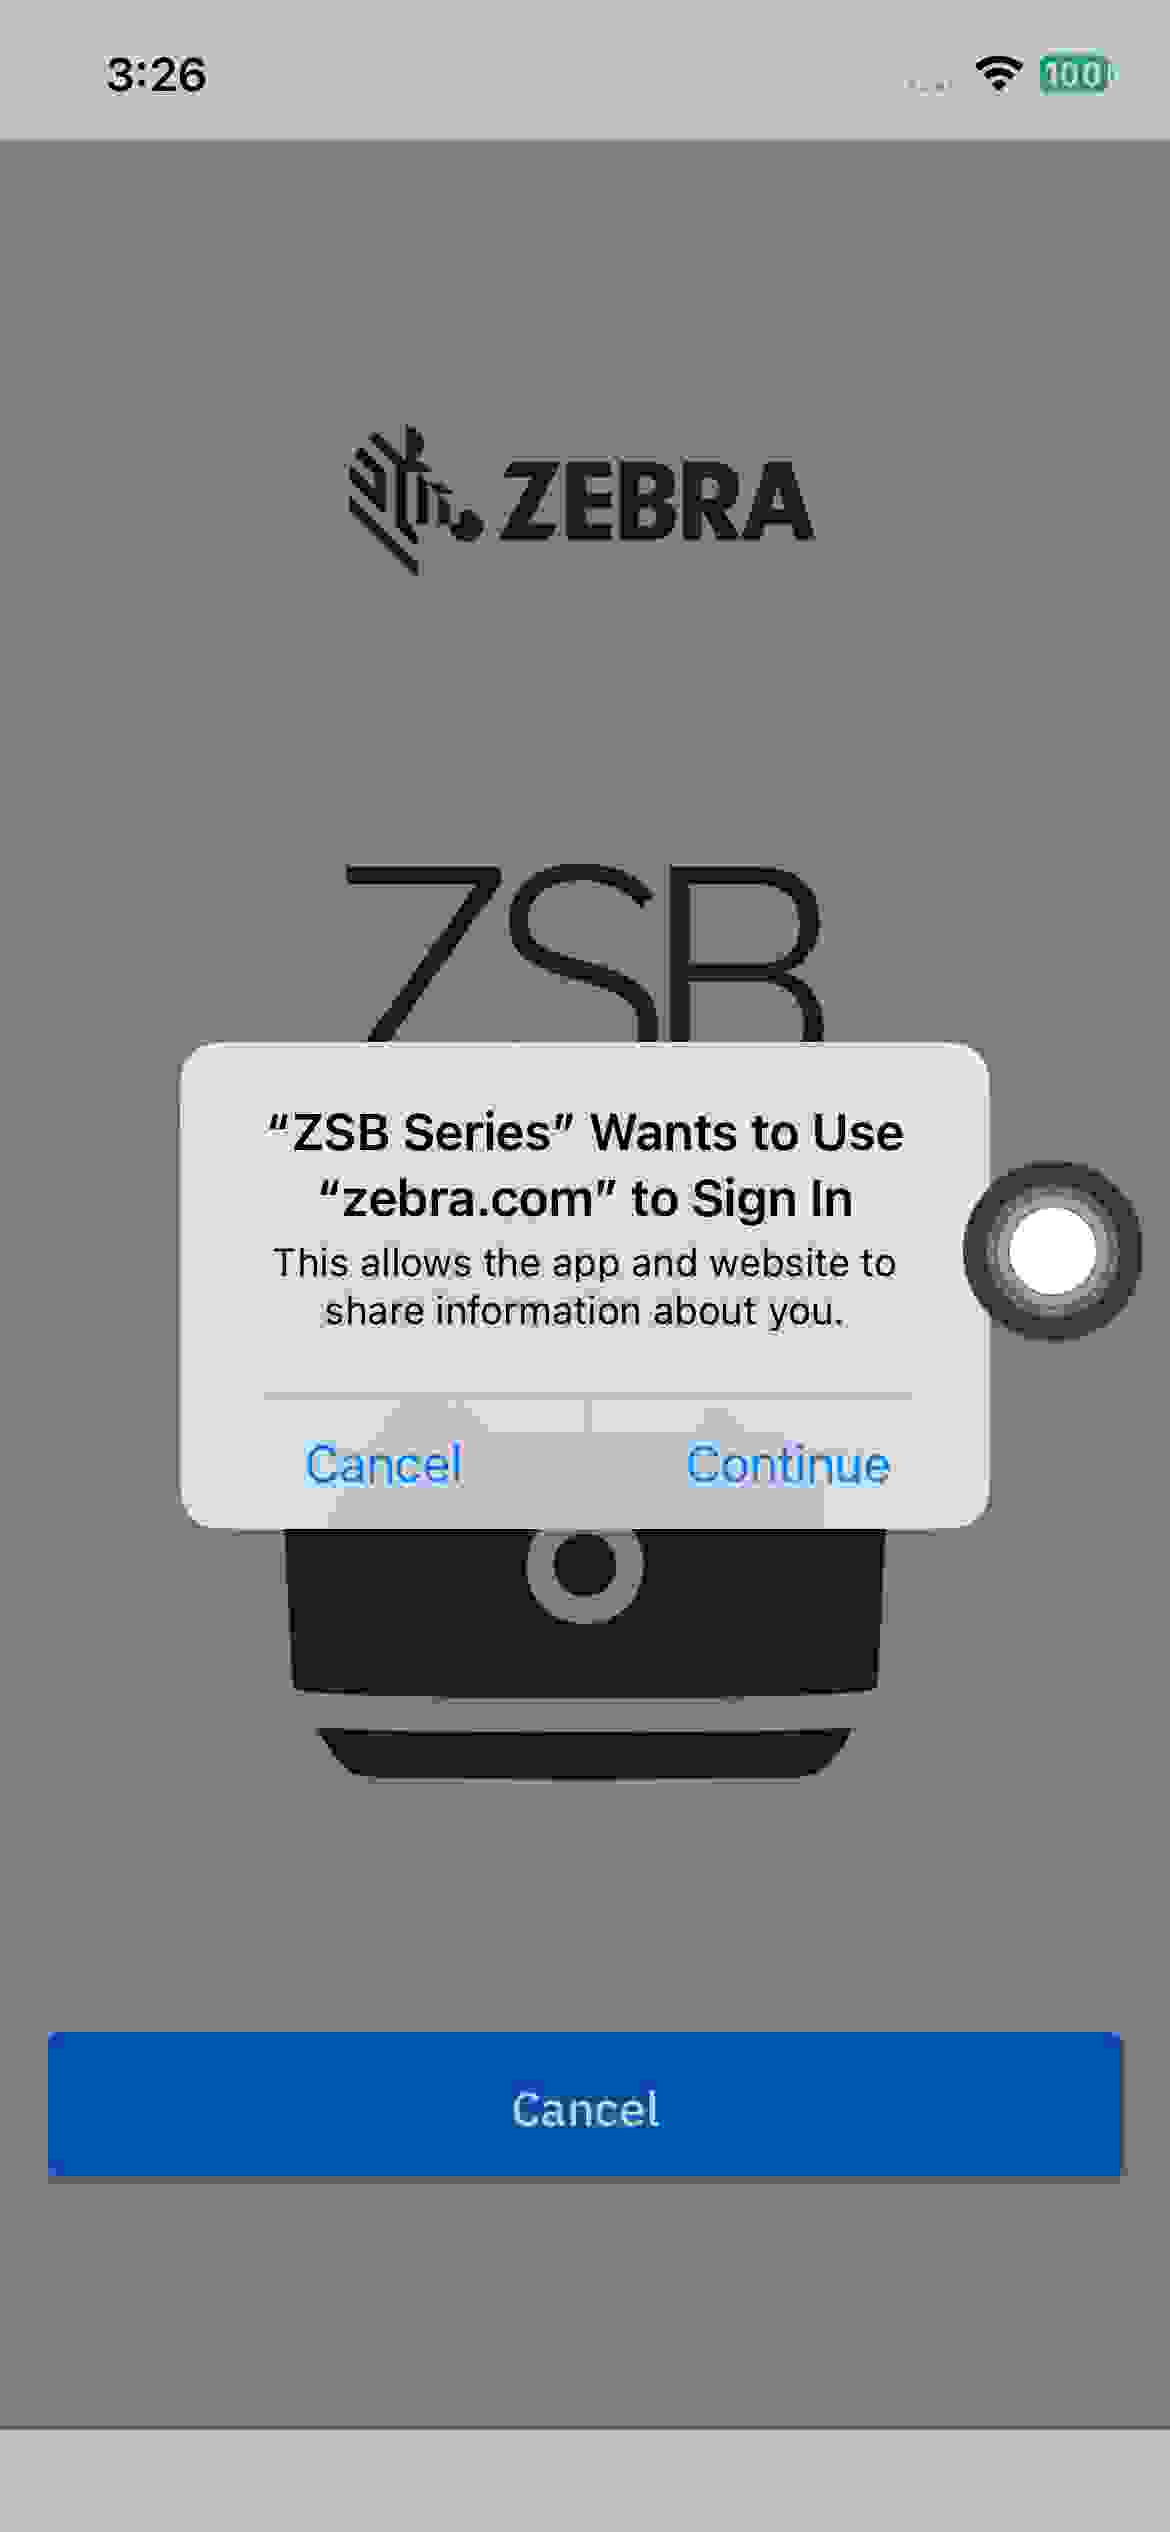 3:26
100
ZEBRA
ZSB
“ZSB Series” Wants to Use
“zebra.com” to Sign In
This allows the app and website to
share information about you.
Cancel
Continue
Cancel